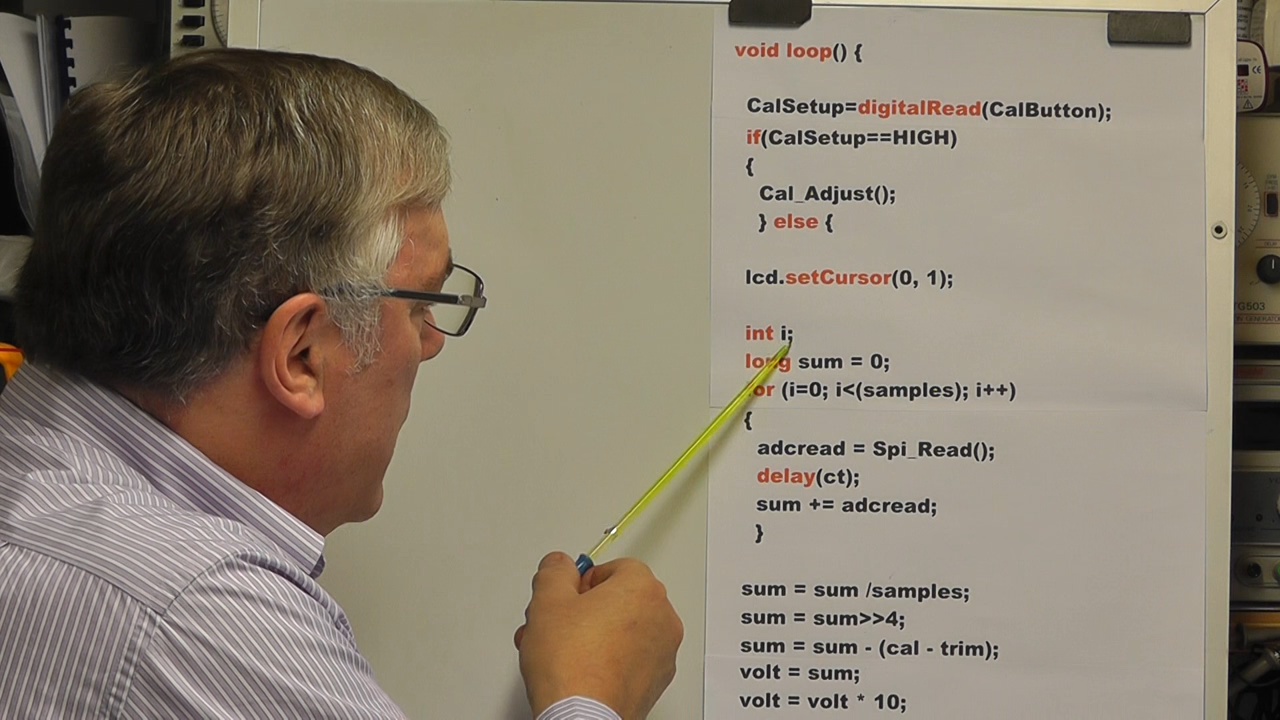 void loop() {
CalSetup=digitalRead(CalButton);
if(CalSetup==HIGH)
{
Cal_Adjust();
} else {
lcd.setCursor(0, 1);
int i;
long sum = 0;
for (i=0; i<(samples); i++)
{
adcread = Spi_Read();
delay(ct);
sum += adcread;
}
sum = sum /samples;
sum = sum>>4;
sum = sum - (cal - trim);
volt = sum;
volt = volt * 10;
CE